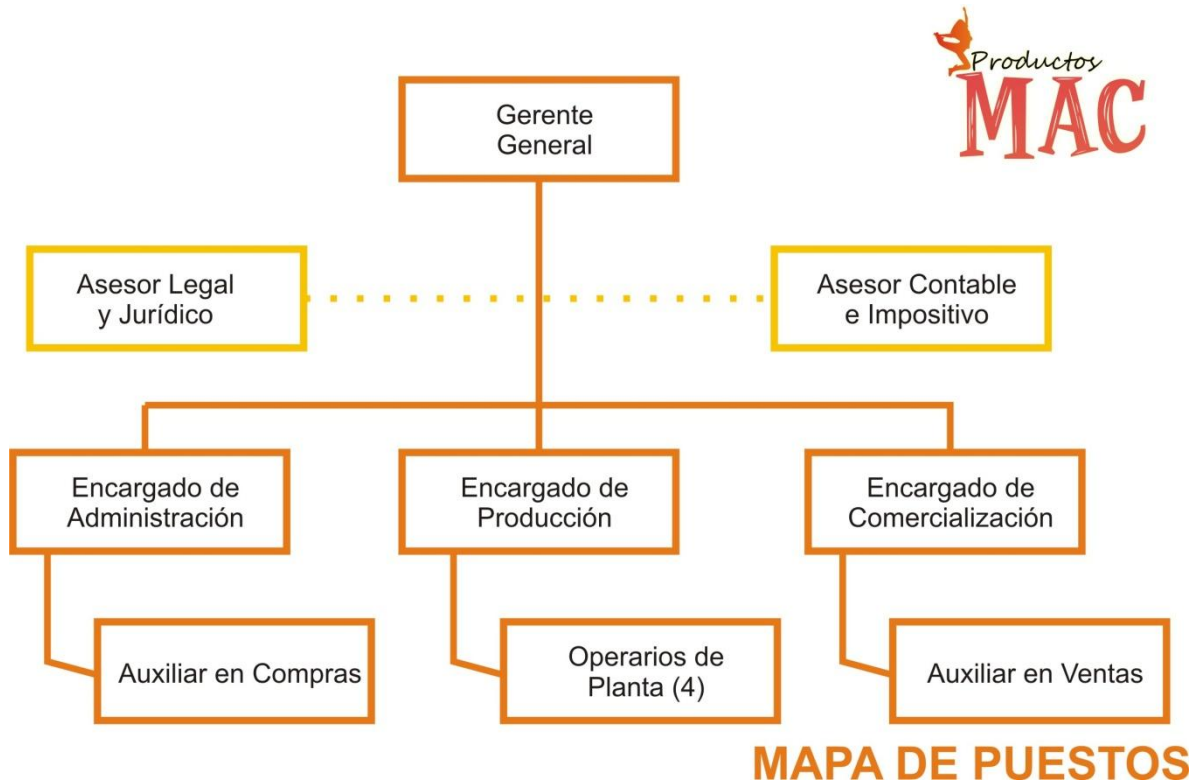 Productos
MAC
Gerente
General
Asesor Legal
y Jurídico
Asesor Contable
e Impositivo
Encargado de
Administración
Encargado de
Producción
Encargado de
Comercialización
Auxiliar en Compras
Operarios de
Planta (4)
Auxiliar en Ventas
MAPA DE PUESTOS